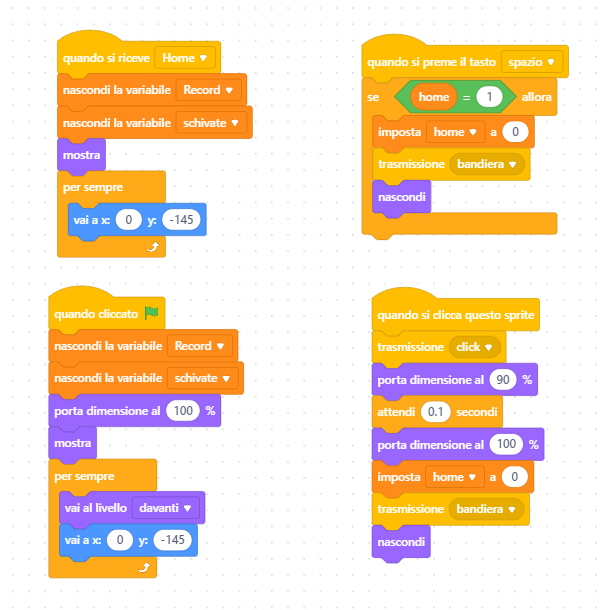 quando si riceve Home
nascondi la variabile Record
nascondi la variabile schivate
mostra
per sempre
vai a x: 0 y: -145
quando si preme il tasto spazio
se home = 1 allora
imposta home a 0
trasmissione bandiera
nascondi
quando cliccato
nascondi la variabile Record
nascondi la variabile schivate
porta dimensione al 100 %
mostra
per sempre
vai al livello davanti
vai a x: 0 y: -145
quando si clicca questo sprite
trasmissione click
porta dimensione al 90 %
attendi 0.1 secondi
porta dimensione al 100 %
imposta home a 0
trasmissione bandiera
nascondi